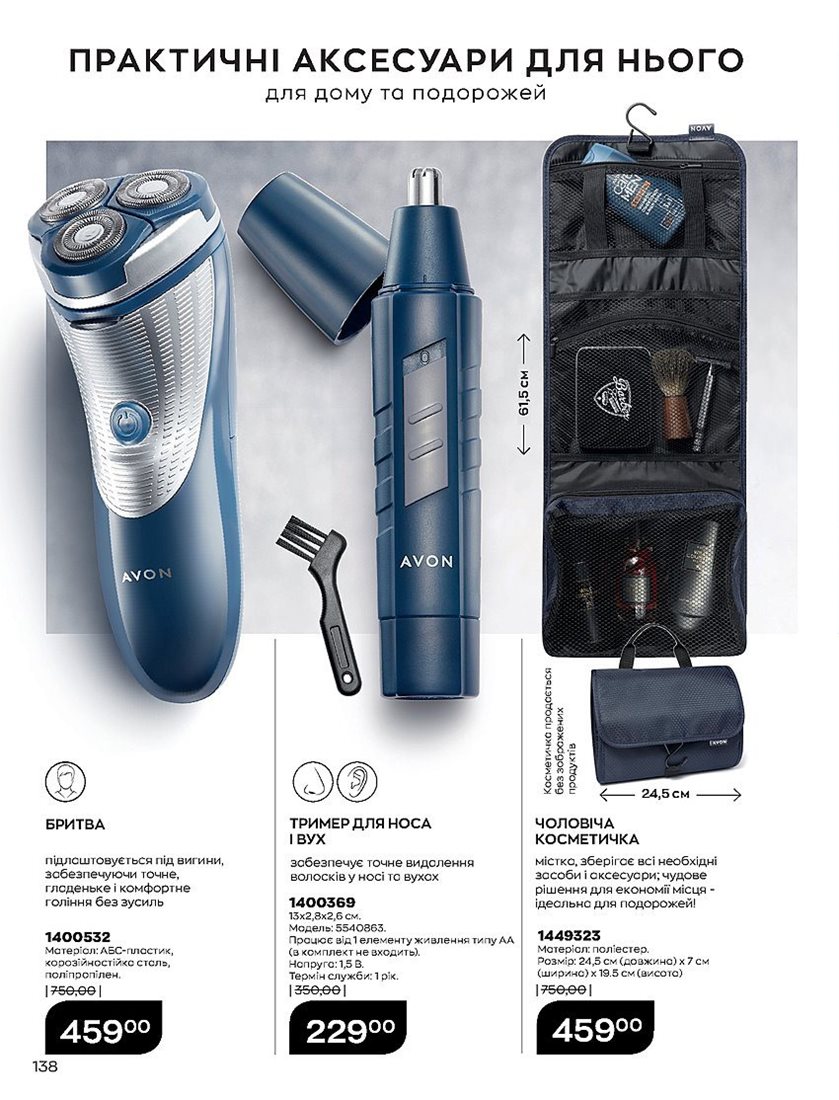 ПРАКТИЧНІ АКСЕСУАРИ ДЛЯ НЬОГО
для дому та подорожей
AVON
MEN
61,5 см
Barber
0
AVON
AVON
Косметичка продається
без зображених
продуктів
AVON
24,5 см
БРИТВА
підлаштовується під вигини,
забезпечуючи точне,
гладеньке і комфортне
гоління без зусиль
1400532
Матеріал: АБС-пластик,
корозійностійка сталь,
поліпропілен.
|750,00|
45900
ТРИМЕР ДЛЯ НОСА
І ВУХ
забезпечує точне видалення
волосків у носі та вухах
1400369
13x2,8x2,6 см.
Модель: 5540863.
Працює від 1 елементу живлення типу АА
(в комплект не входить).
Напруга: 1,5 В.
Термін служби: 1 рік.
|350,00|
22900
ЧОЛОВІЧА
КОСМЕТИЧКА
містка, зберігає всі необхідні
засоби і аксесуари; чудове
рішення для економії місця -
ідеально для подорожей!
1449323
Матеріал: поліестер.
Розмір: 24,5 см (довжина) x 7 см
(ширина) x 19.5 см (висота)
|750,00|
45900
138